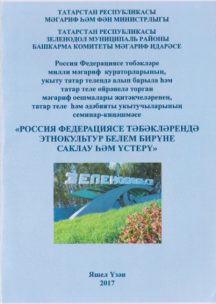 ТАТАРСТАН РЕСПУБЛИКАСЫ
МӘГАРИФ ҺӘМ ФӘН МИНИСТРЛЫГЫ
ТАТАРСТАН РЕСПУБЛИКАСЫ
ЗЕЛЕНОДОЛ МУНИЦИПАЛЬ РАЙОНЫ
БАШКАРМА КОМИТЕТЫ МӘГАРИФ ИДАРӘСЕ
Россия Федерациясе төбәкләре
милли мәгариф кураторларының,
укыту татар телендә алып барыла һәм
татар теле өйрәнелә торган
мәгариф оешмалары җитәкчеләренең,
татар теле һәм әдәбияты укытучыларының
семинар-киңәшмәсе
«РОССИЯ ФЕДЕРАЦИЯСЕ ТӨБӘКЛӘРЕНДӘ
ЭТНОКУЛЬТУР БЕЛЕМ БИРҮНЕ
САКЛАУ ҺӘМ ҮСТЕРҮ»
ЗЕЛЕНОДОЛЬСК
Яшел Үзән
2017